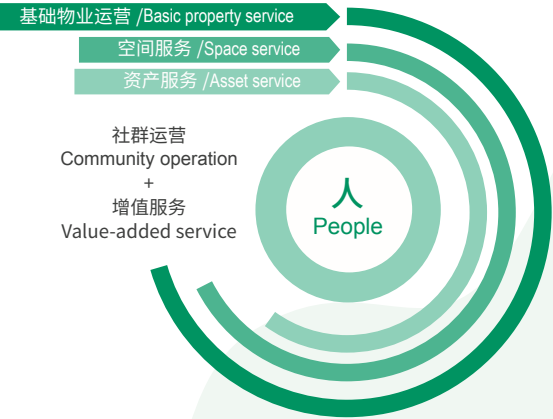 基础物业运营 /Basic property service
空间服务 /Space service
资产服务 /Asset service
社群运营
Community operation
+
增值服务
Value-added service
人
People